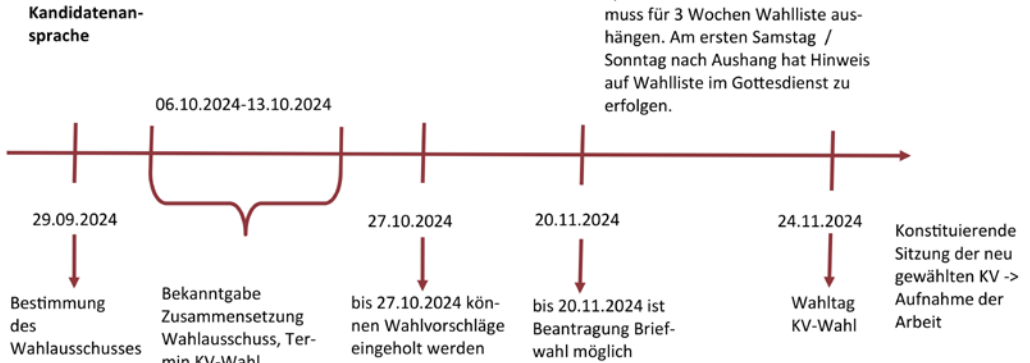 Kandidatenan-
sprache
muss für 3 Wochen Wahlliste aus-
hängen. Am ersten Samstag /
Sonntag nach Aushang hat Hinweis
auf Wahlliste im Gottesdienst zu
erfolgen.
06.10.2024-13.10.2024
29.09.2024
Bestimmung
des
Wahlausschusses
Bekanntgabe
Zusammensetzung
Wahlausschuss, Ter-
min KV-Wahl
27.10.2024
bis 27.10.2024 kön-
nen Wahlvorschläge
eingeholt werden
20.11.2024
bis 20.11.2024 ist
Beantragung Brief-
wahl möglich
24.11.2024
Wahltag
KV-Wahl
Konstituierende
Sitzung der neu
gewählten KV ->
Aufnahme der
Arbeit